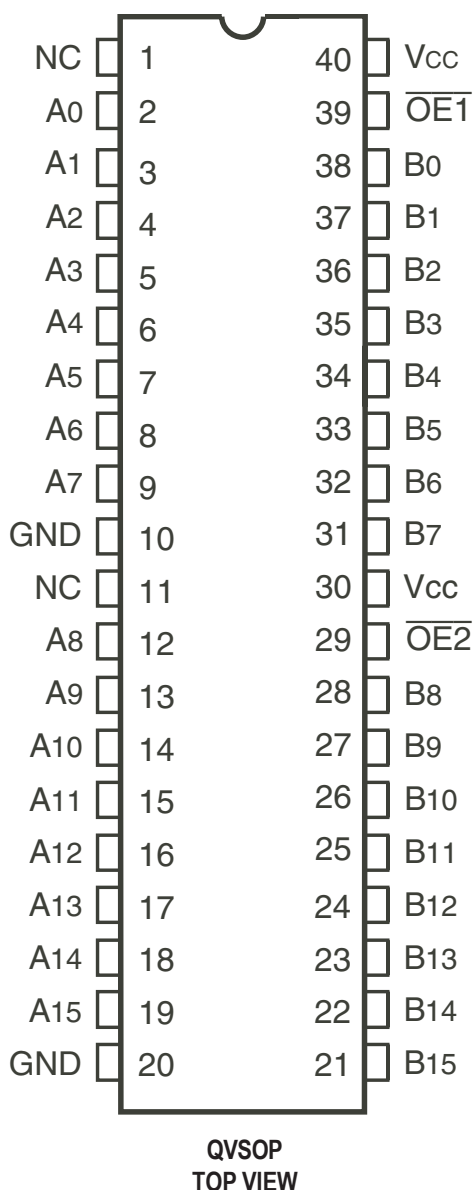 NC 1 40 VCC
A0 2 39 OE1
A1 3 38 B0
A2 4 37 B1
A3 5 36 B2
A4 6 35 B3
A5 7 34 B4
A6 8 33 B5
A7 9 32 B6
GND 10 31 B7
NC 11 30 Vcc
A8 12 29 OE2
A9 13 28 B8
A10 14 27 B9
A11 15 26 B10
A12 16 25 B11
A13 17 24 B12
A14 18 23 B13
A15 19 22 B14
GND 20 21 B15
QVSOP
TOP VIEW